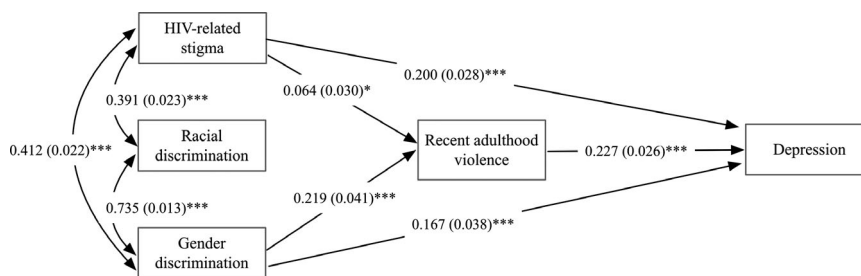 HIV-related
stigma
0.200 (0.028)***
0.064 (0.030)*
0.391 (0.023)***
0.412 (0.022)***
Racial
discrimination
Recent adulthood
violence
0.227 (0.026)***
Depression
0.735 (0.013)***
0.219 (0.041)***
0.167 (0.038)***
Gender
discrimination